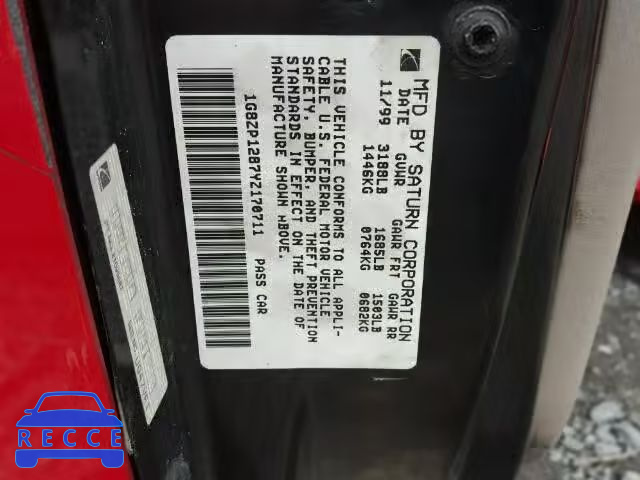 MFD BY SATURN CORPORATION
DATE GVWR GAWR FRT GAWR RR
11/99 3188LB 1685LB 1503LB
1446KG 0764KG 0682KG
THIS VEHICLE CONFORMS TO ALL APPLI-
CABLE U.S. FEDERAL MOTOR VEHICLE
SAFETY, BUMPER, AND THEFT PREVENTION
STANDARDS IN EFFECT ON THE DATE OF
MANUFACTURE SHOWN ABOVE.
1G8ZP1287YZ170711 PASS CAR
AUTOBIDMASTER